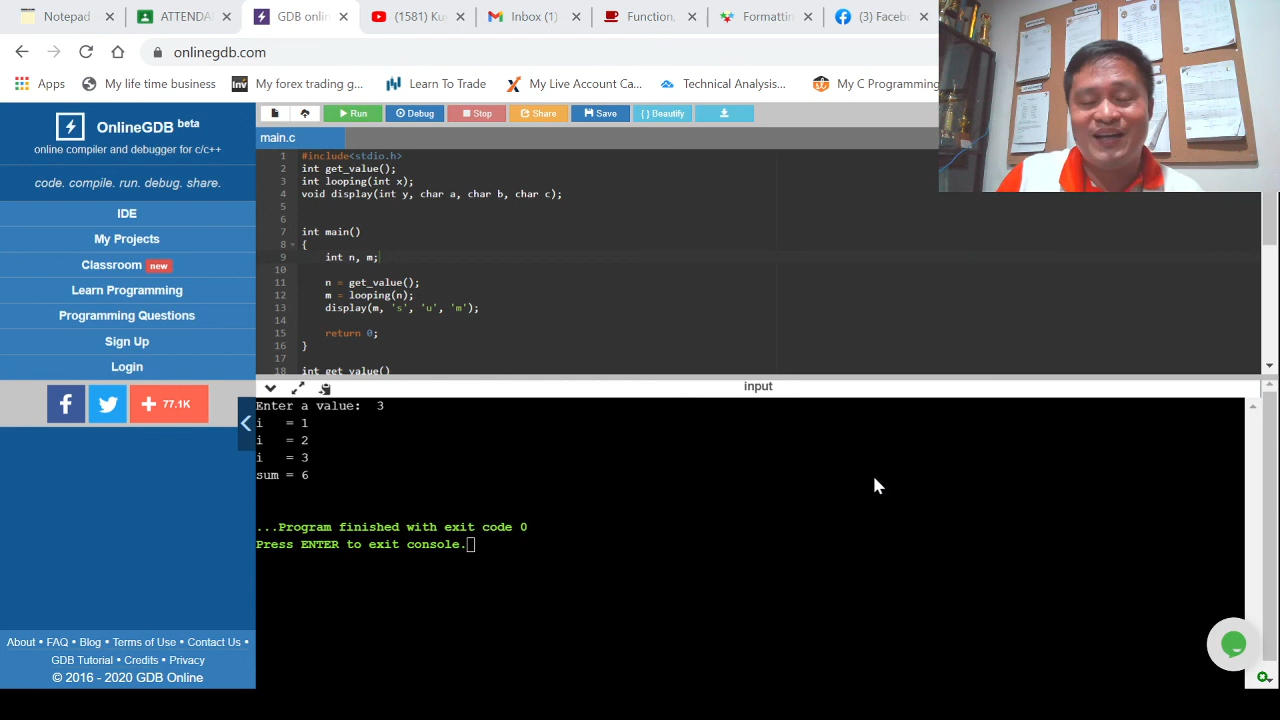 Notepad
ATTENDA
GDB onlin
(1581) Ku
Inbox (1)
Function,
Formattin
(3) Faceb
onlinegdb.com
Apps
My life time business
My forex trading g...
Learn To Trade
My Live Account Ca...
Technical Analysis...
My C Programming
OnlineGDB beta
online compiler and debugger for c/c++
code. compile. run. debug. share.
IDE
My Projects
Classroom new
Learn Programming
Programming Questions
Sign Up
Login
77.1K
Run
Debug
Stop
Share
Save
{ } Beautify
main.c
1 #include<stdio.h>
2 int get_value();
3 int looping(int x);
4 void display(int y, char a, char b, char c);
5
6
7 int main()
8 {
9 int n, m;
10
11 n = get_value();
12 m = looping(n);
13 display(m, 's', 'u', 'm');
14
15 return 0;
16 }
17
18 int get_value()
input
Enter a value:  3
i   = 1
i   = 2
i   = 3
sum = 6
...Program finished with exit code 0
Press ENTER to exit console.
About • FAQ • Blog • Terms of Use • Contact Us •
GDB Tutorial • Credits • Privacy
© 2016 - 2020 GDB Online